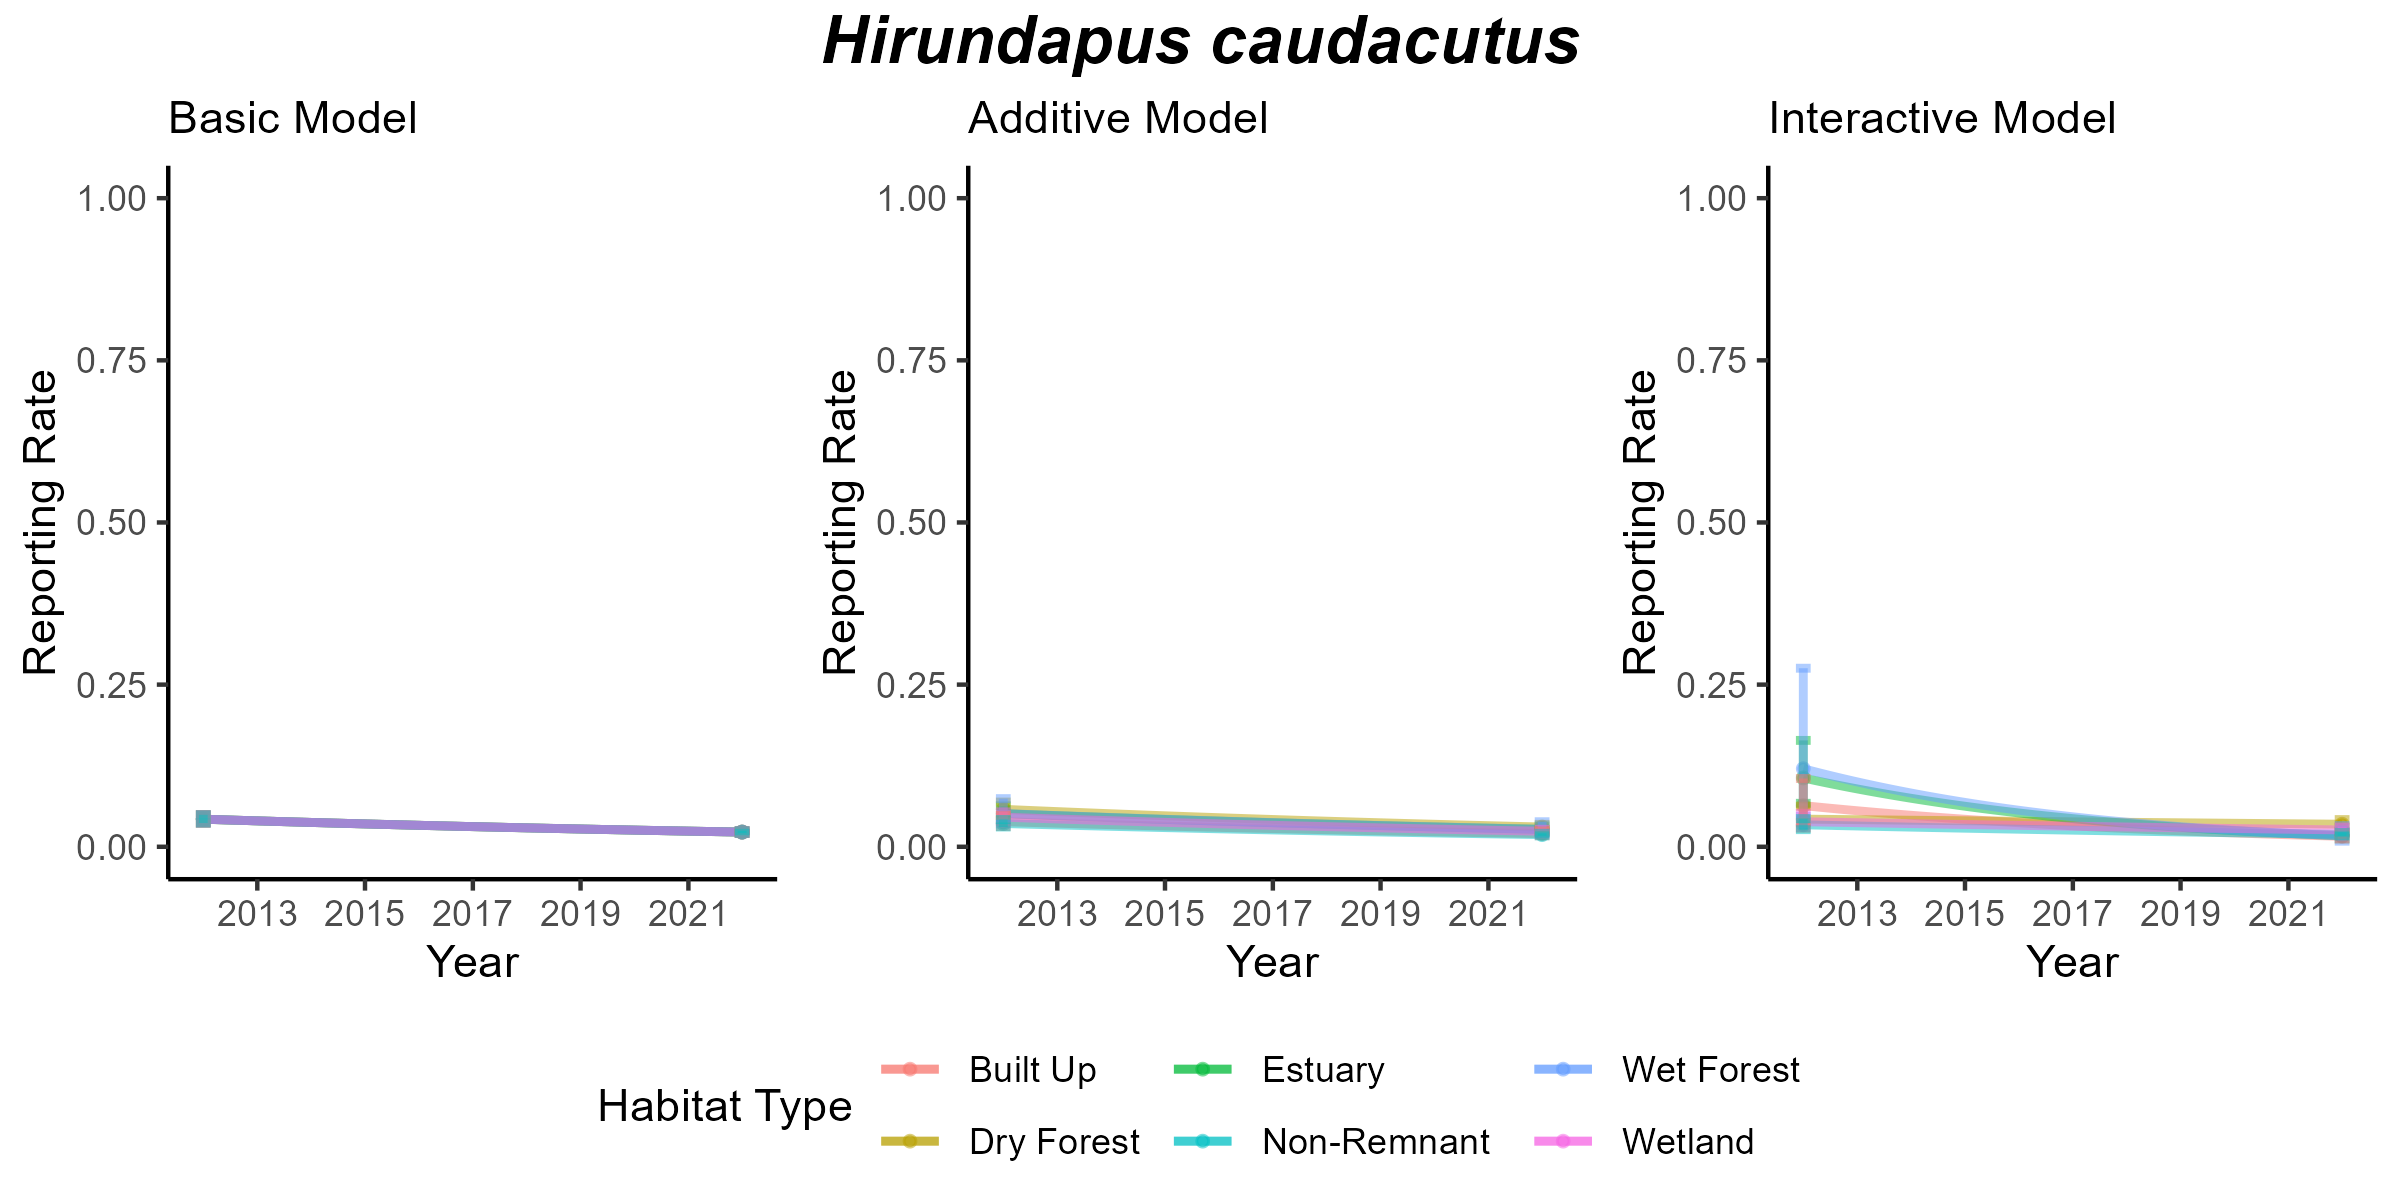 Hirundapus caudacutus
Basic Model
Additive Model
Interactive Model
Reporting Rate
1.00
0.75
0.50
0.25
0.00
2013 2015 2017 2019 2021
Year
Reporting Rate
1.00
0.75
0.50
0.25
0.00
2013 2015 2017 2019 2021
Year
Reporting Rate
1.00
0.75
0.50
0.25
0.00
2013 2015 2017 2019 2021
Year
Habitat Type
Built Up
Estuary
Wet Forest
Dry Forest
Non-Remnant
Wetland